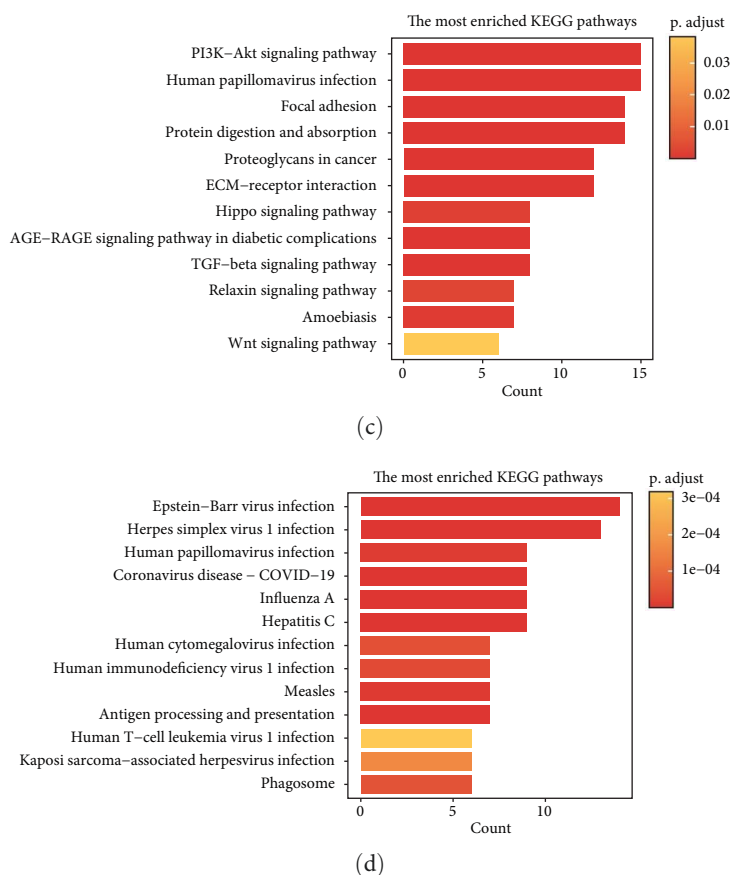 The most enriched KEGG pathways
p. adjust
0.03
0.02
0.01
PI3K−Akt signaling pathway
Human papillomavirus infection
Focal adhesion
Protein digestion and absorption
Proteoglycans in cancer
ECM−receptor interaction
Hippo signaling pathway
AGE−RAGE signaling pathway in diabetic complications
TGF−beta signaling pathway
Relaxin signaling pathway
Amoebiasis
Wnt signaling pathway
0 5 10 15
Count
(c)
The most enriched KEGG pathways
p. adjust
3e−04
2e−04
1e−04
Epstein−Barr virus infection
Herpes simplex virus 1 infection
Human papillomavirus infection
Coronavirus disease − COVID−19
Influenza A
Hepatitis C
Human cytomegalovirus infection
Human immunodeficiency virus 1 infection
Measles
Antigen processing and presentation
Human T−cell leukemia virus 1 infection
Kaposi sarcoma−associated herpesvirus infection
Phagosome
0 5 10
Count
(d)